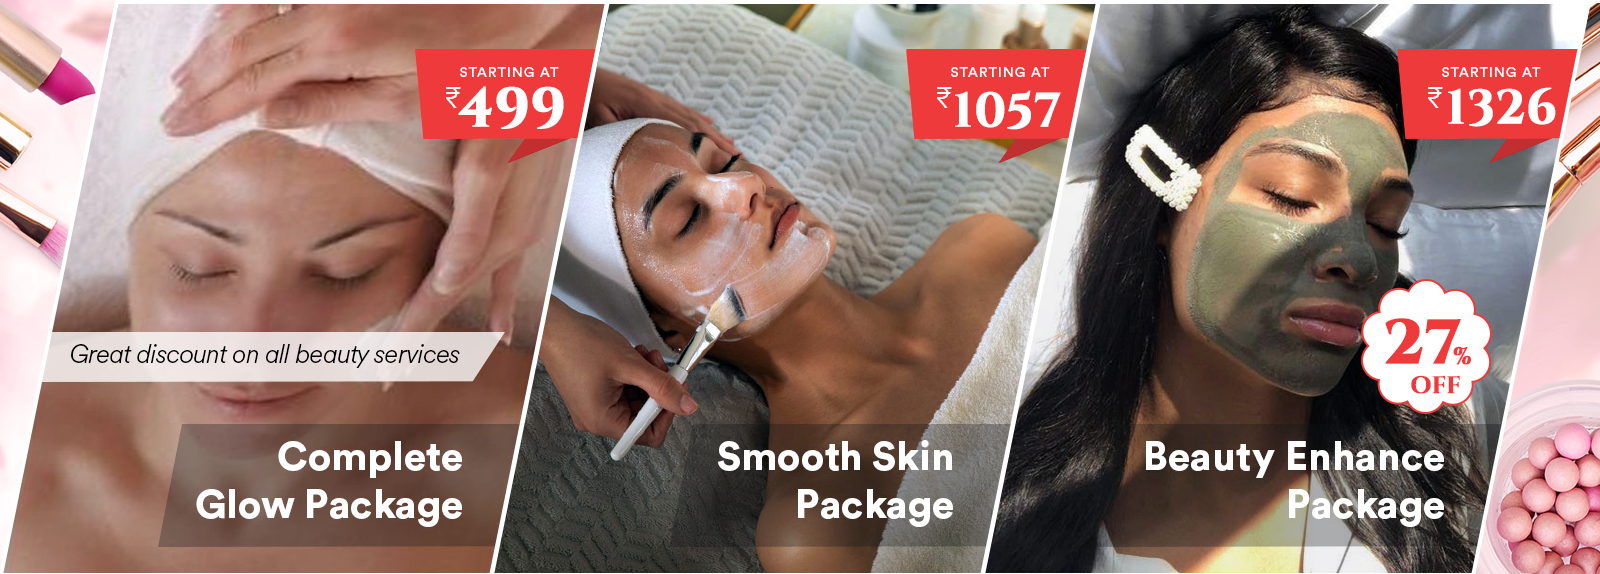 STARTING AT
₹499
Great discount on all beauty services
Complete
Glow Package
STARTING AT
₹1057
Smooth Skin
Package
STARTING AT
₹1326
27%
OFF
Beauty Enhance
Package